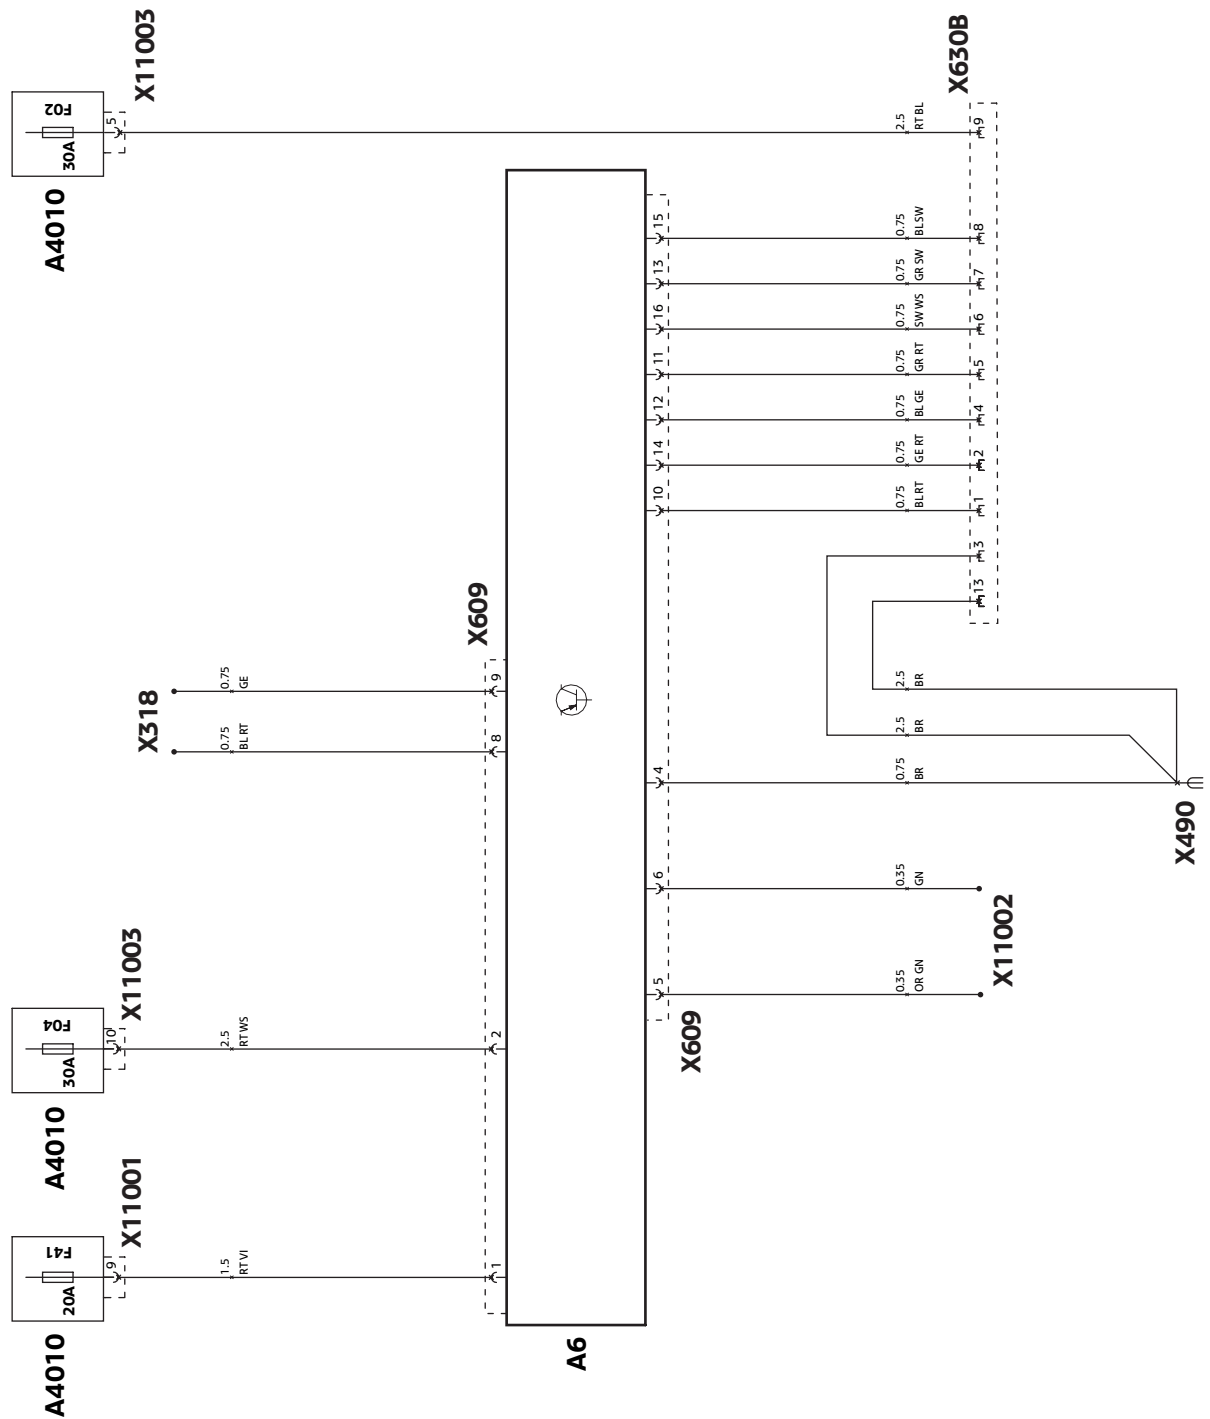 A4010
20A
F41
9
X11001
1.5
RT VI
1
A4010
30A
F04
10
X11003
2.5
RT WS
2
X318
0.75
BL RT
8
0.75
GE
9
X609
A4010
30A
F02
5
X11003
2.5
RT BL
9
X630B
A6
X609
5
0.35
OR GN
6
0.35
GN
X11002
4
0.75
BR
2.5
BR
2.5
BR
X490
13
3
10
0.75
BL RT
1
14
0.75
GE RT
2
12
0.75
BL GE
4
11
0.75
GR RT
5
16
0.75
SW WS
6
13
0.75
GR SW
7
15
0.75
BLSW
8